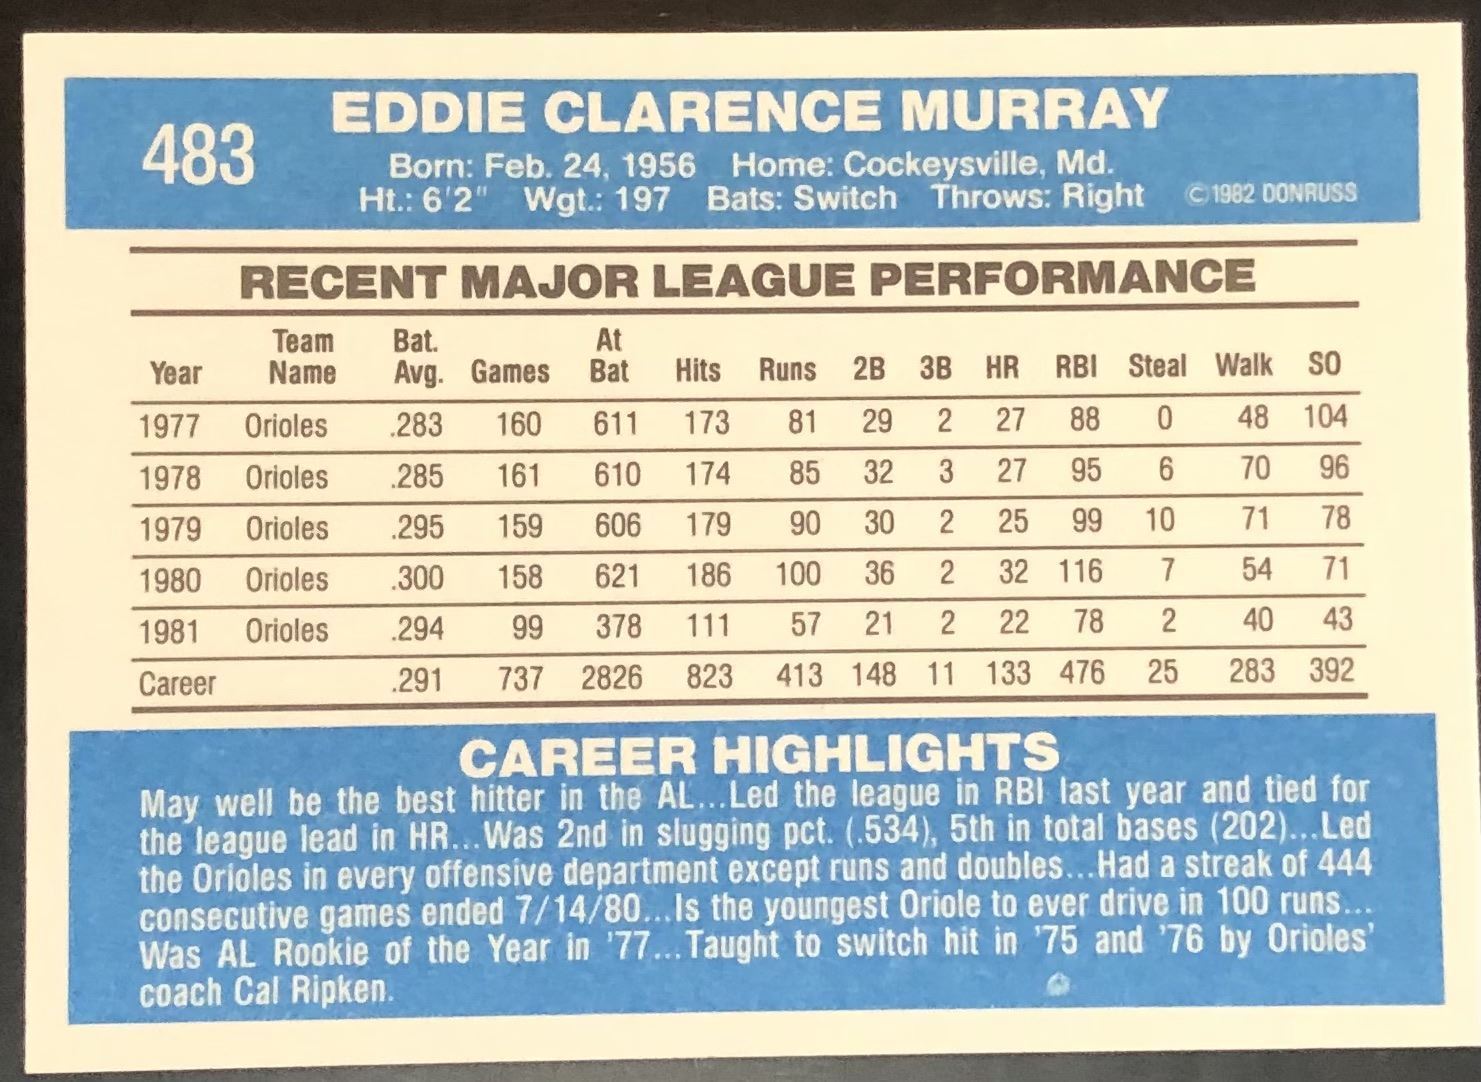 483
EDDIE CLARENCE MURRAY
Born: Feb. 24, 1956 Home: Cockeysville, Md.
Ht.: 6'2" Wgt.: 197 Bats: Switch Throws: Right ©1982 DONRUSS
RECENT MAJOR LEAGUE PERFORMANCE
Year Team Name Bat. Avg. Games At Bat Hits Runs 2B 3B HR RBI Steal Walk SO
1977 Orioles .283 160 611 173 81 29 2 27 88 0 48 104
1978 Orioles .285 161 610 174 85 32 3 27 95 6 70 96
1979 Orioles .295 159 606 179 90 30 2 25 99 10 71 78
1980 Orioles .300 158 621 186 100 36 2 32 116 7 54 71
1981 Orioles .294 99 378 111 57 21 2 22 78 2 40 43
Career .291 737 2826 823 413 148 11 133 476 25 283 392
CAREER HIGHLIGHTS
May well be the best hitter in the AL...Led the league in RBI last year and tied for
the league lead in HR...Was 2nd in slugging pct. (.534), 5th in total bases (202)...Led
the Orioles in every offensive department except runs and doubles...Had a streak of 444
consecutive games ended 7/14/80...Is the youngest Oriole to ever drive in 100 runs...
Was AL Rookie of the Year in '77...Taught to switch hit in '75 and '76 by Orioles'
coach Cal Ripken.